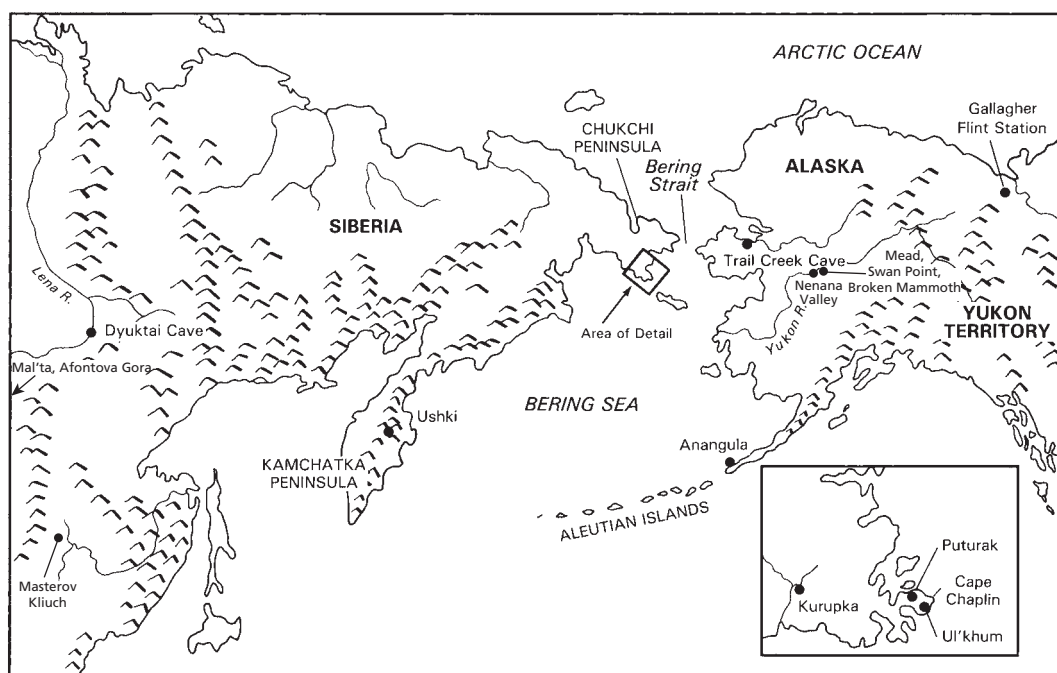 ARCTIC OCEAN
Gallagher
Flint Station
CHUKCHI
PENINSULA
Bering
Strait
ALASKA
SIBERIA
Trail Creek Cave
Mead,
Swan Point,
Broken Mammoth
Nenana
Valley
Lena R.
Area of Detail
Yukon R.
YUKON
TERRITORY
Dyuktai Cave
Mal'ta, Afontova Gora
BERING SEA
Ushki
Anangula
KAMCHATKA
PENINSULA
ALEUTIAN ISLANDS
Masterov
Kliuch
Puturak
Cape
Chaplin
Kurupka
Ul'khum